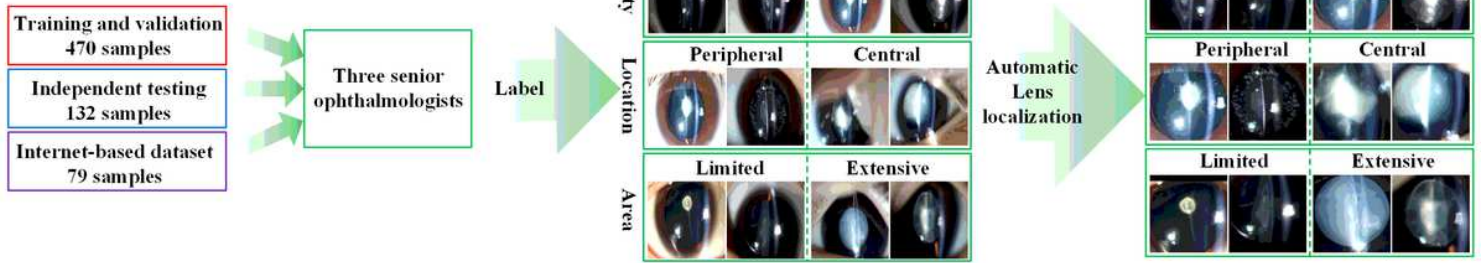 Training and validation
470 samples
Independent testing
132 samples
Internet-based dataset
79 samples
Three senior
ophthalmologists
Label
Location
Peripheral Central
Area
Limited Extensive
Automatic
Lens
localization
Peripheral Central
Limited Extensive